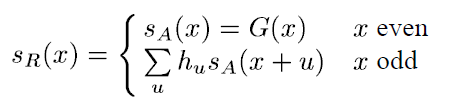 s_R(x) = { s_A(x) = G(x)   x even
∑_u h_u s_A(x + u)   x odd